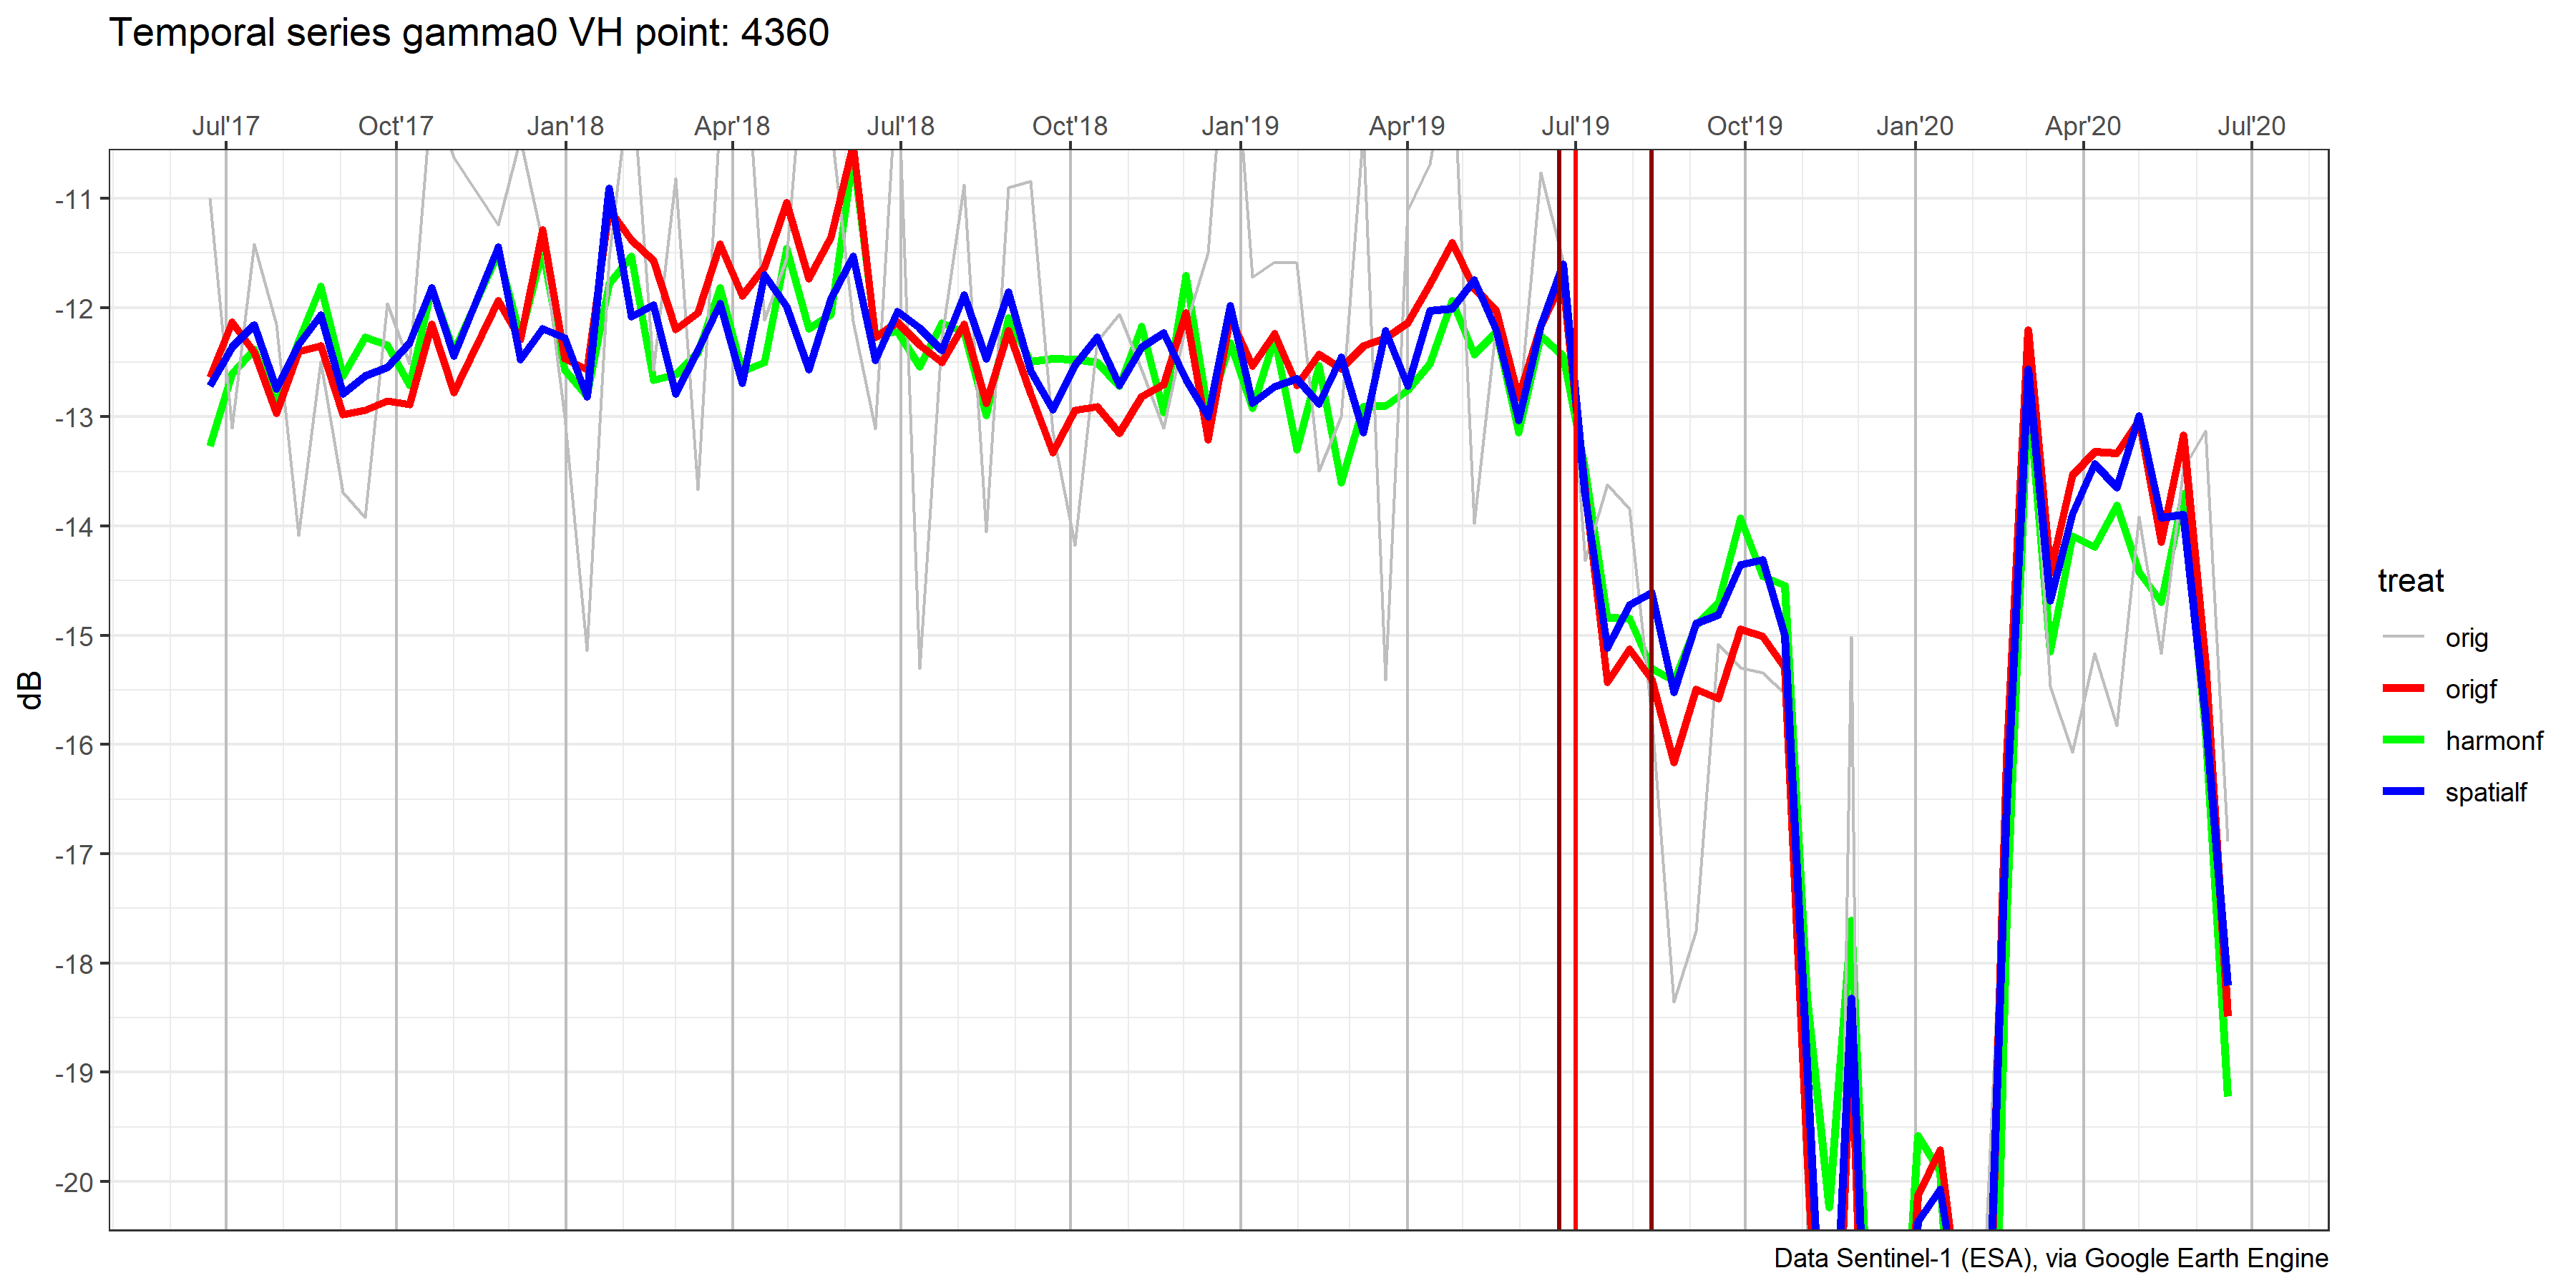 Temporal series gamma0 VH point: 4360
Jul'17 Oct'17 Jan'18 Apr'18 Jul'18 Oct'18 Jan'19 Apr'19 Jul'19 Oct'19 Jan'20 Apr'20 Jul'20
-11
-12
-13
-14
-15
-16
-17
-18
-19
-20
dB
treat
orig
origf
harmonf
spatialf
Data Sentinel-1 (ESA), via Google Earth Engine